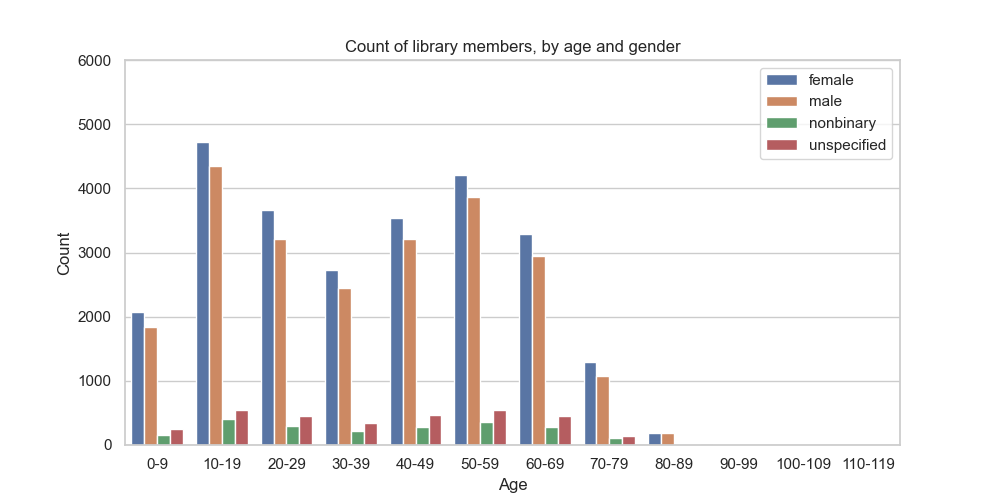 Count of library members, by age and gender
6000
5000
4000
3000
2000
1000
0
Count
female
male
nonbinary
unspecified
0-9 10-19 20-29 30-39 40-49 50-59 60-69 70-79 80-89 90-99 100-109 110-119
Age